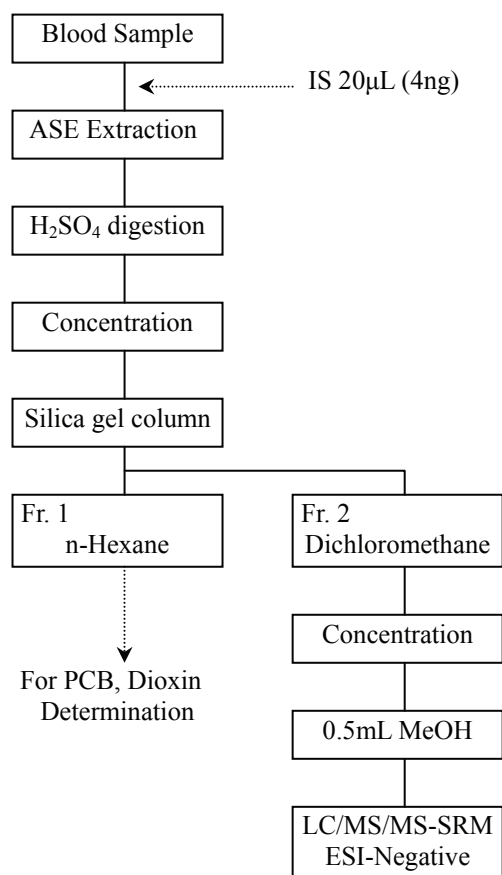 Blood Sample
IS 20μL (4ng)
ASE Extraction
H₂SO₄ digestion
Concentration
Silica gel column
Fr. 1
n-Hexane
Fr. 2
Dichloromethane
For PCB, Dioxin
Determination
Concentration
0.5mL MeOH
LC/MS/MS-SRM
ESI-Negative